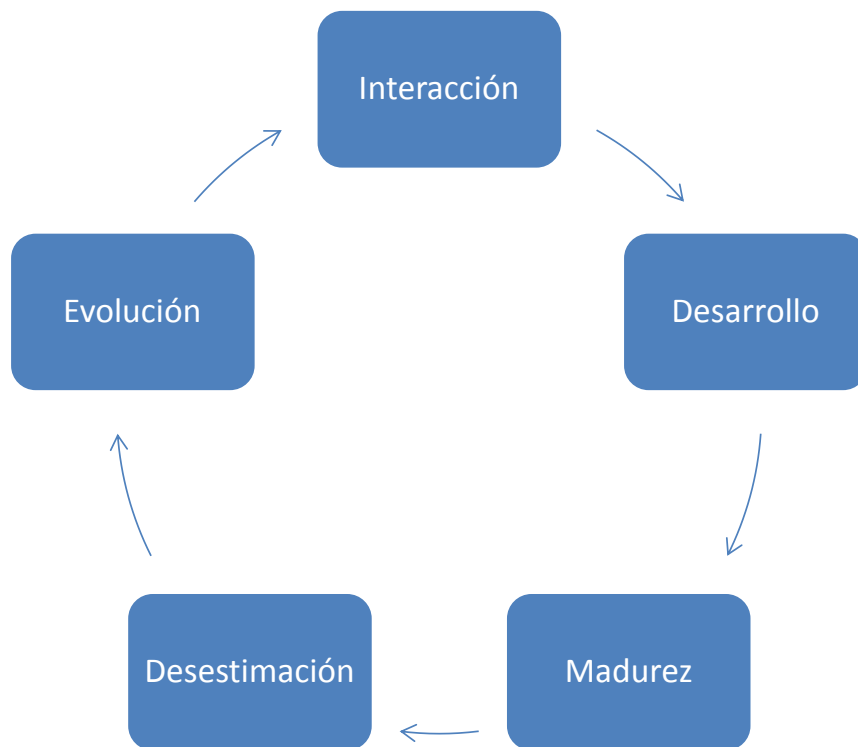 Interacción
Desarrollo
Madurez
Desestimación
Evolución